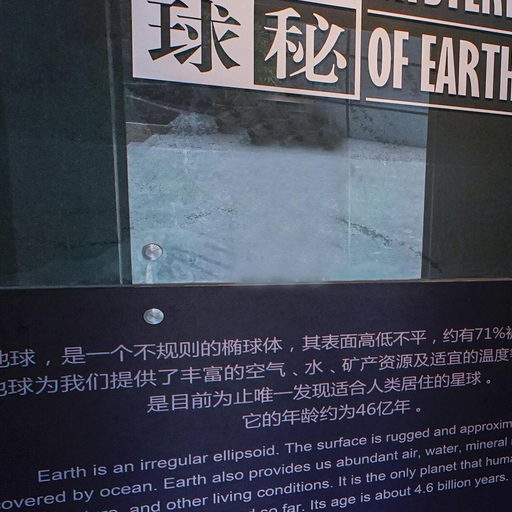 球秘 MYSTERI
OF EARTH
地球，是一个不规则的椭球体，其表面高低不平，约有71%被
地球为我们提供了丰富的空气、水、矿产资源及适宜的温度
是目前为止唯一发现适合人类居住的星球。
它的年龄约为46亿年。
Earth is an irregular ellipsoid. The surface is rugged and approxim
covered by ocean. Earth also provides us abundant air, water, mineral
and other living conditions. It is the only planet that huma
so far. Its age is about 4.6 billion years.